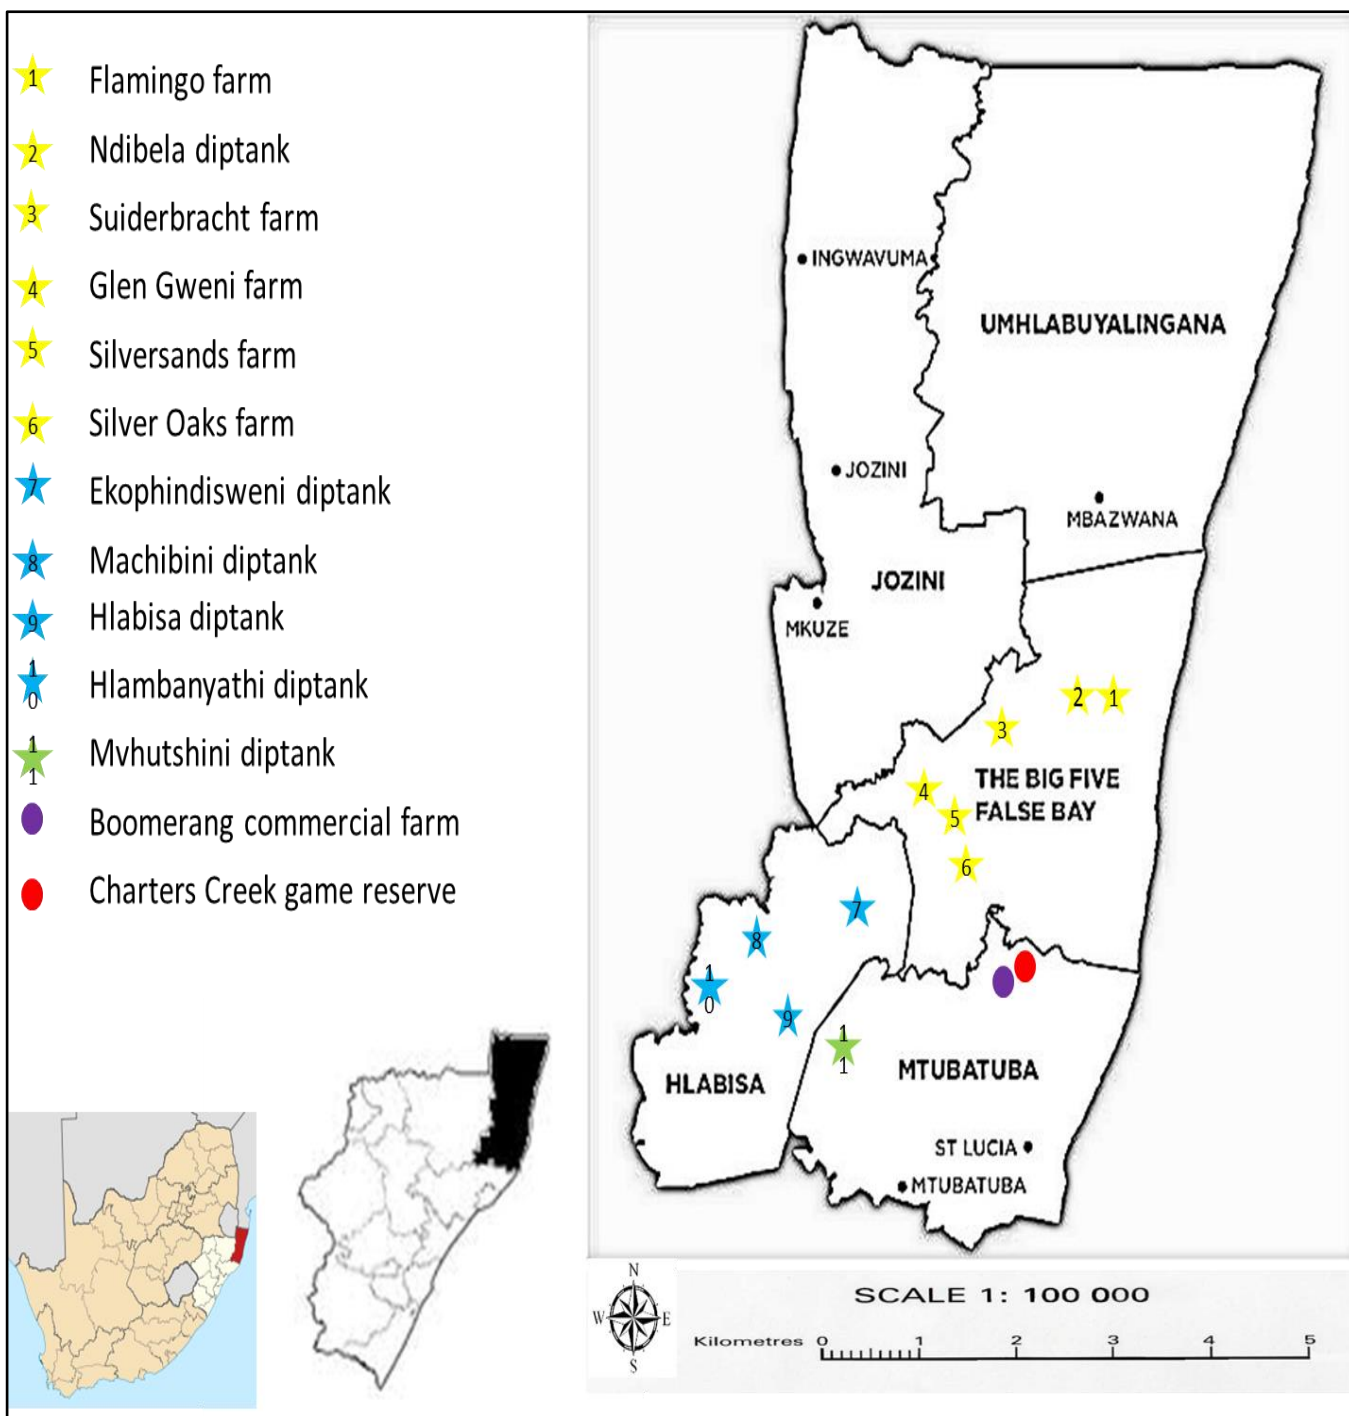 1 Flamingo farm
2 Ndibela diptank
3 Suiderbracht farm
4 Glen Gweni farm
5 Silversands farm
6 Silver Oaks farm
7 Ekophindisweni diptank
8 Machibini diptank
9 Hlabisa diptank
10 Hlambanyathi diptank
11 Mvhutshini diptank
Boomerang commercial farm
Charters Creek game reserve
INGWAVUMA
UMHLABUYALINGANA
JOZINI
MBAZWANA
JOZINI
MKUZE
2 1
3
THE BIG FIVE
FALSE BAY
4
5
6
7
8
10
9
11
HLABISA
MTUBATUBA
ST LUCIA
MTUBATUBA
N
W E
S
SCALE 1: 100 000
Kilometres 0 1 2 3 4 5